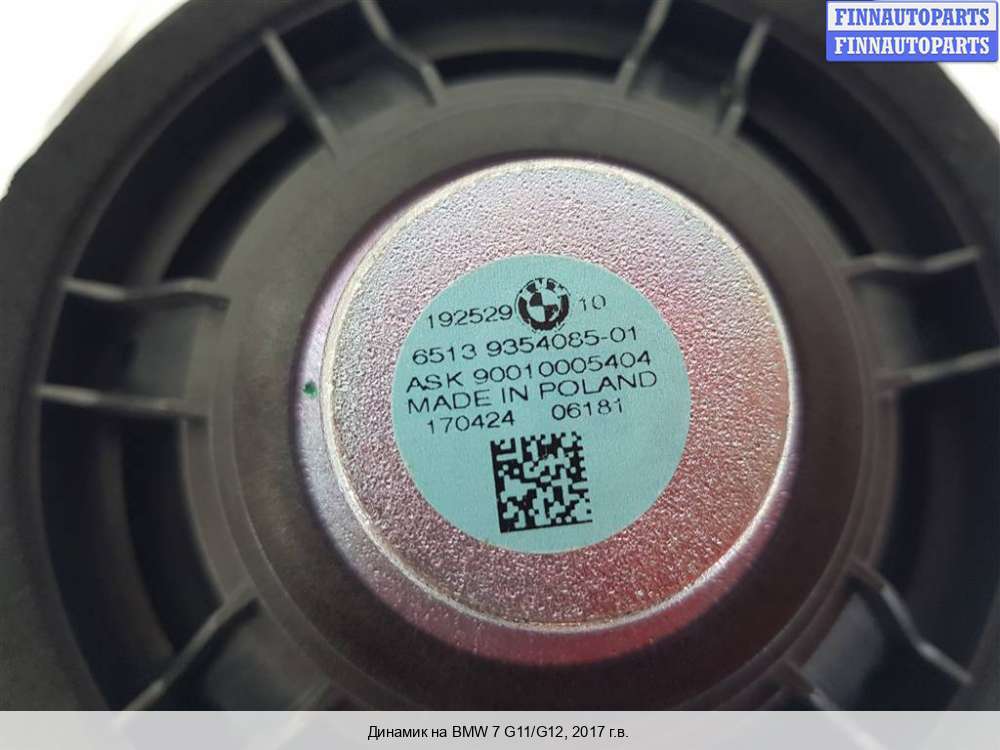 FINNAUTOPARTS
FINNAUTOPARTS
192529 10
6513 9354085-01
ASK 90010005404
MADE IN POLAND
170424 06181
Динамик на BMW 7 G11/G12, 2017 г.в.